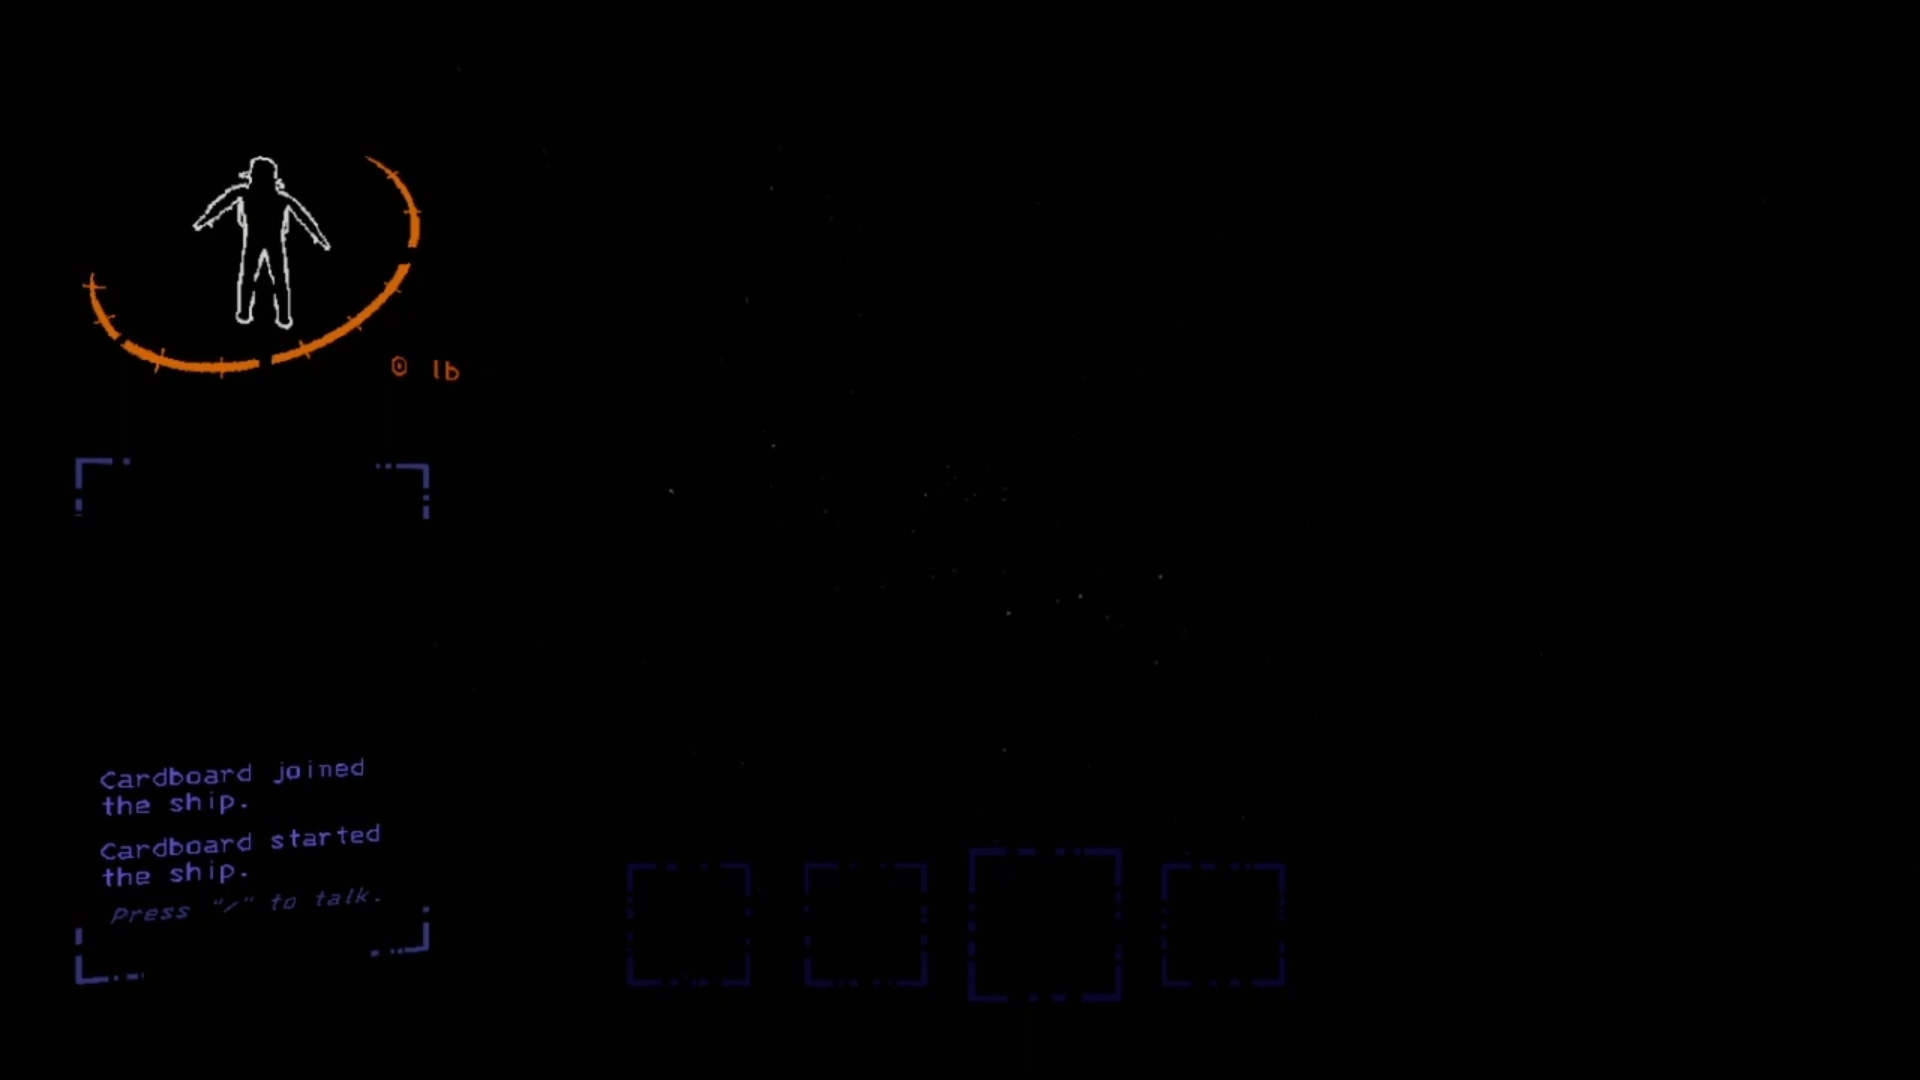 0 lb
Cardboard joined
the ship.
Cardboard started
the ship.
Press "/" to talk.